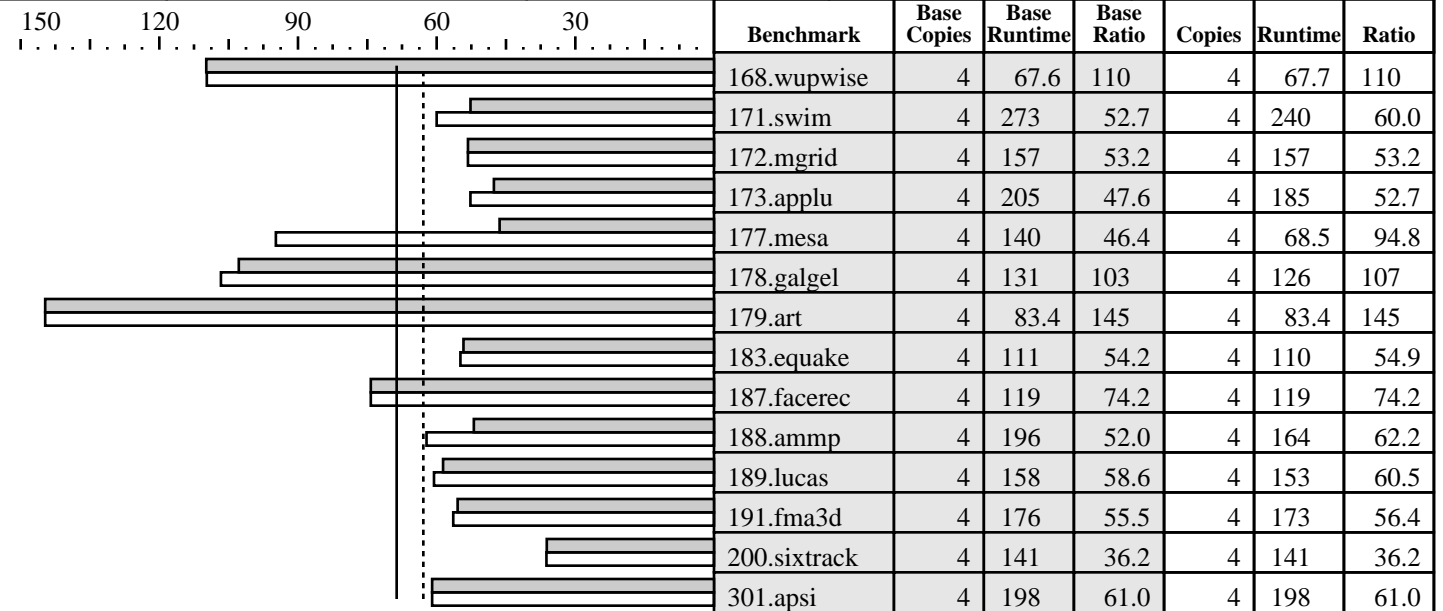 150 120 90 60 30
Benchmark Base Copies Base Runtime Base Ratio Copies Runtime Ratio
168.wupwise 4 67.6 110 4 67.7 110
171.swim 4 273 52.7 4 240 60.0
172.mgrid 4 157 53.2 4 157 53.2
173.applu 4 205 47.6 4 185 52.7
177.mesa 4 140 46.4 4 68.5 94.8
178.galgel 4 131 103 4 126 107
179.art 4 83.4 145 4 83.4 145
183.equake 4 111 54.2 4 110 54.9
187.facerec 4 119 74.2 4 119 74.2
188.ammp 4 196 52.0 4 164 62.2
189.lucas 4 158 58.6 4 153 60.5
191.fma3d 4 176 55.5 4 173 56.4
200.sixtrack 4 141 36.2 4 141 36.2
301.apsi 4 198 61.0 4 198 61.0